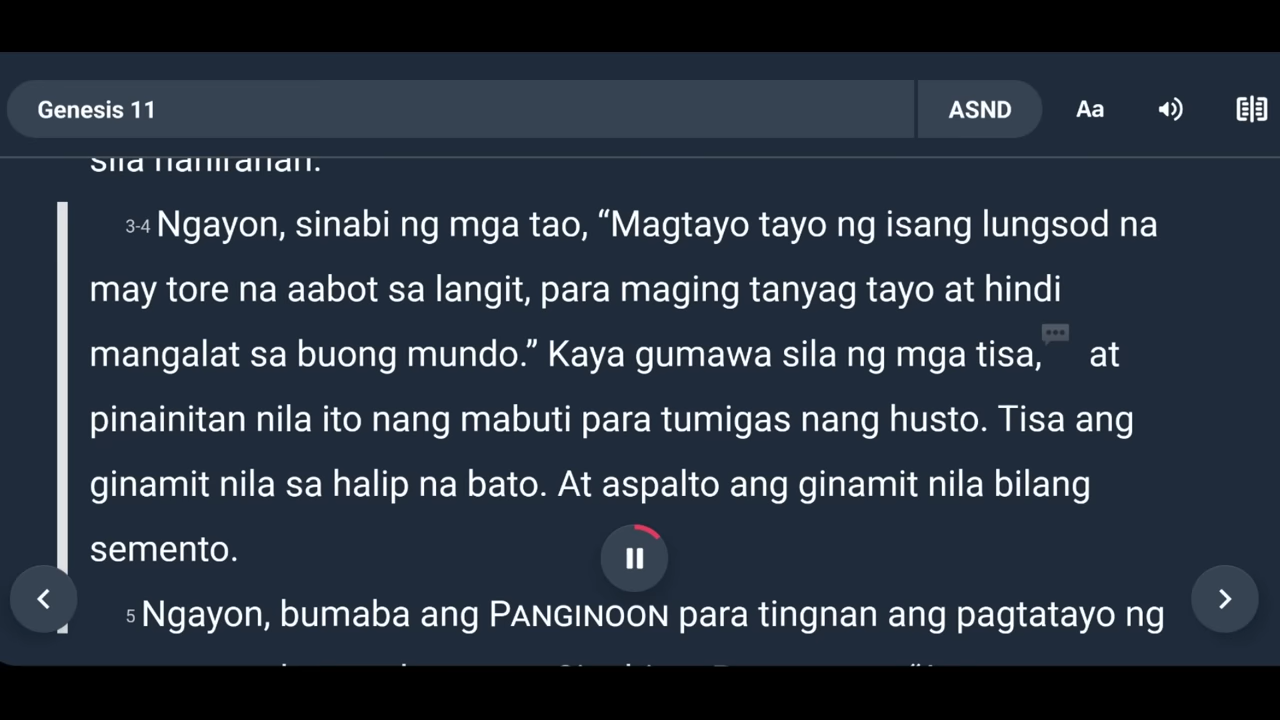 Genesis 11 ASND Aa
sila nanirahan.
3-4 Ngayon, sinabi ng mga tao, “Magtayo tayo ng isang lungsod na
may tore na aabot sa langit, para maging tanyag tayo at hindi
mangalat sa buong mundo.” Kaya gumawa sila ng mga tisa, at
pinainitan nila ito nang mabuti para tumigas nang husto. Tisa ang
ginamit nila sa halip na bato. At aspalto ang ginamit nila bilang
semento.
5 Ngayon, bumaba ang PANGINOON para tingnan ang pagtatayo ng